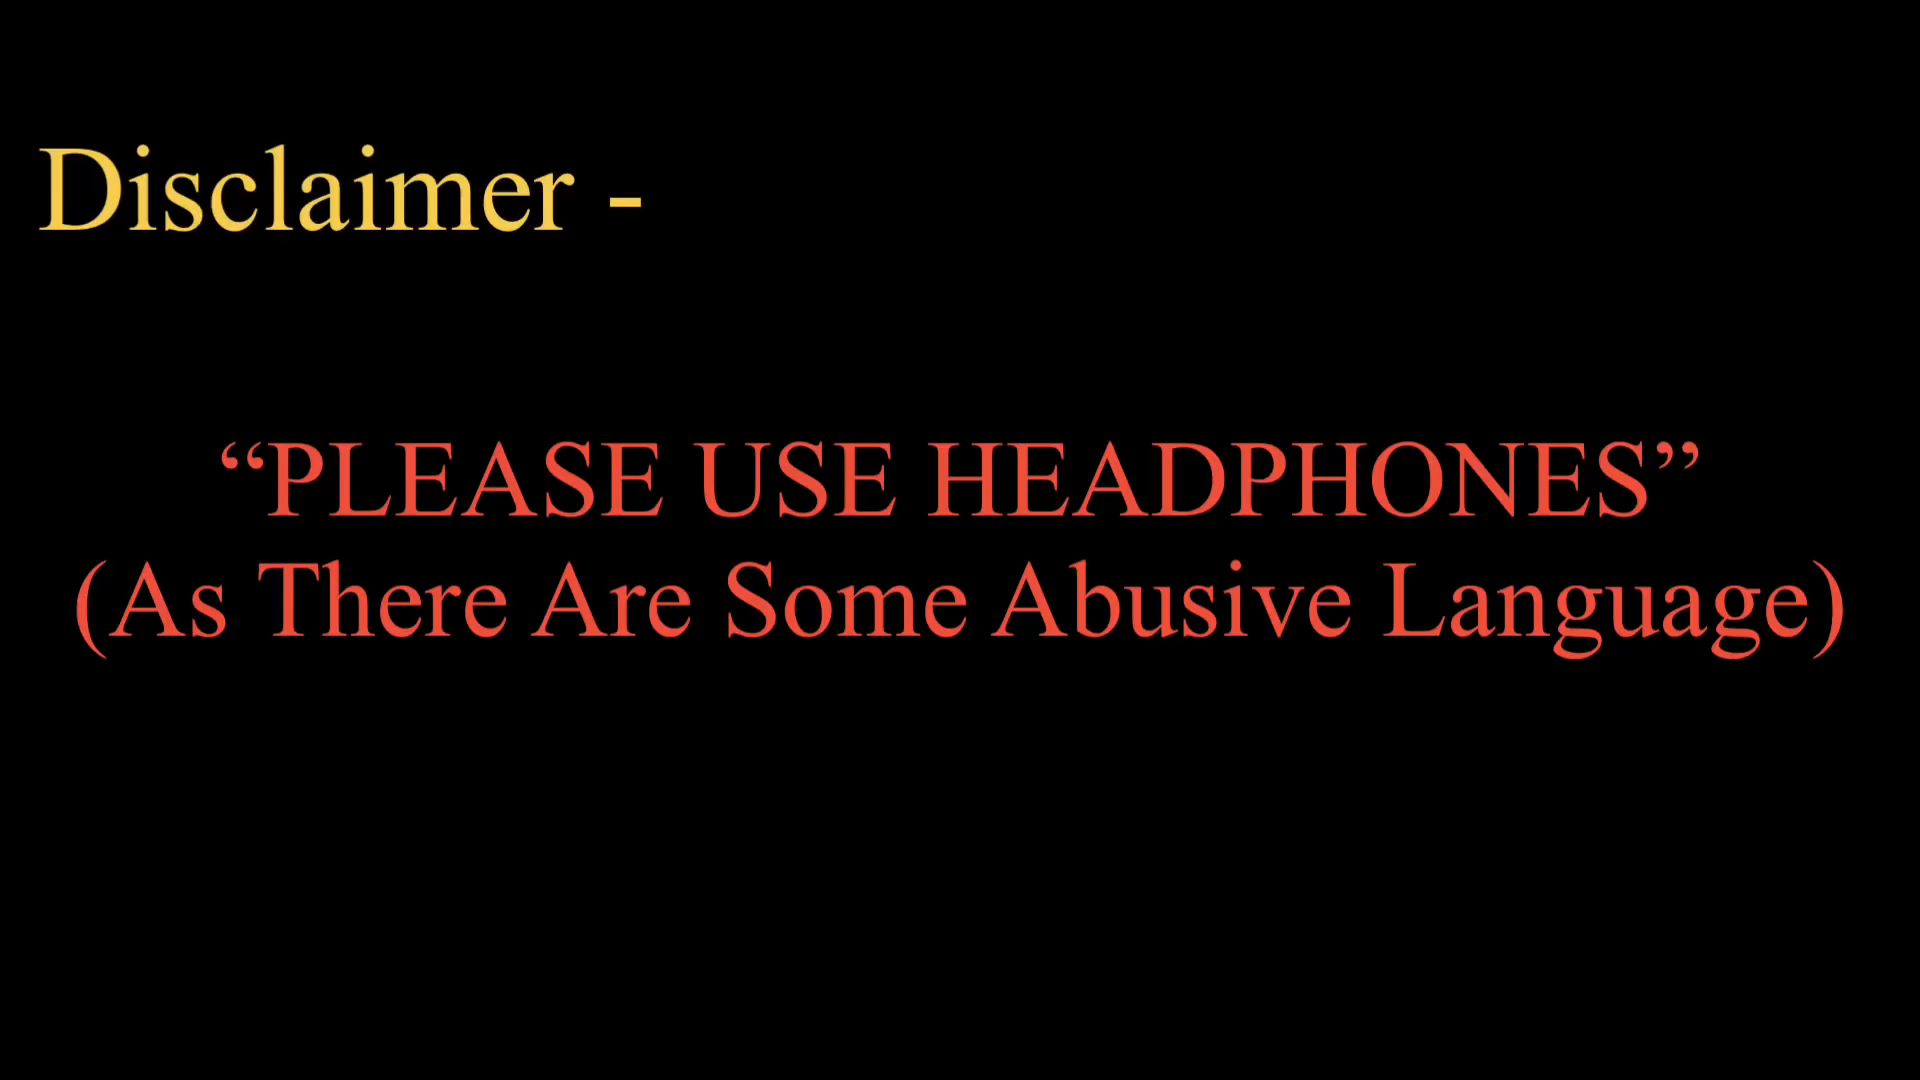 Disclaimer -
“PLEASE USE HEADPHONES”
(As There Are Some Abusive Language)